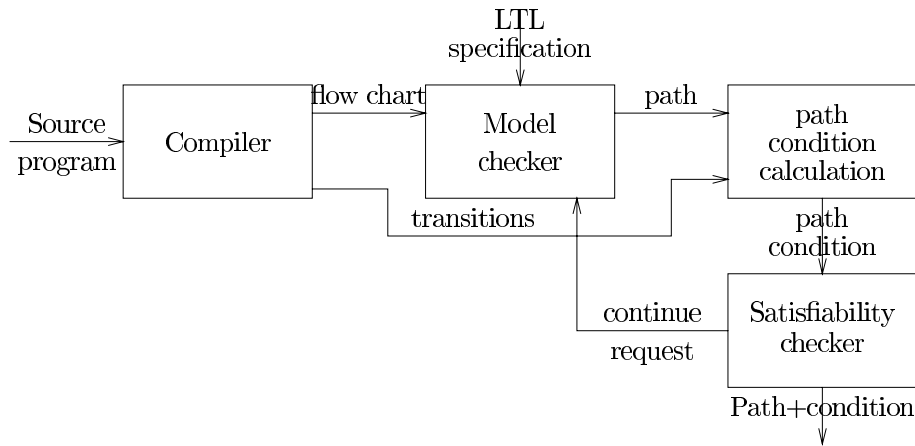 LTL
specification
flow chart
path
Source
program
Compiler
Model
checker
path
condition
calculation
transitions
path
condition
continue
request
Satisfiability
checker
Path+condition